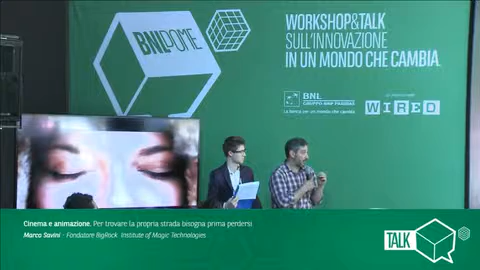 BNLDOME
WORKSHOP&TALK
SULL'INNOVAZIONE
IN UN MONDO CHE CAMBIA.
BNL
GRUPPO BNP PARIBAS
La banca per un mondo che cambia
WIRED
Cinema e animazione. Per trovare la propria strada bisogna prima perdersi
Marco Savini - Fondatore BigRock Institute of Magic Technologies
TALK